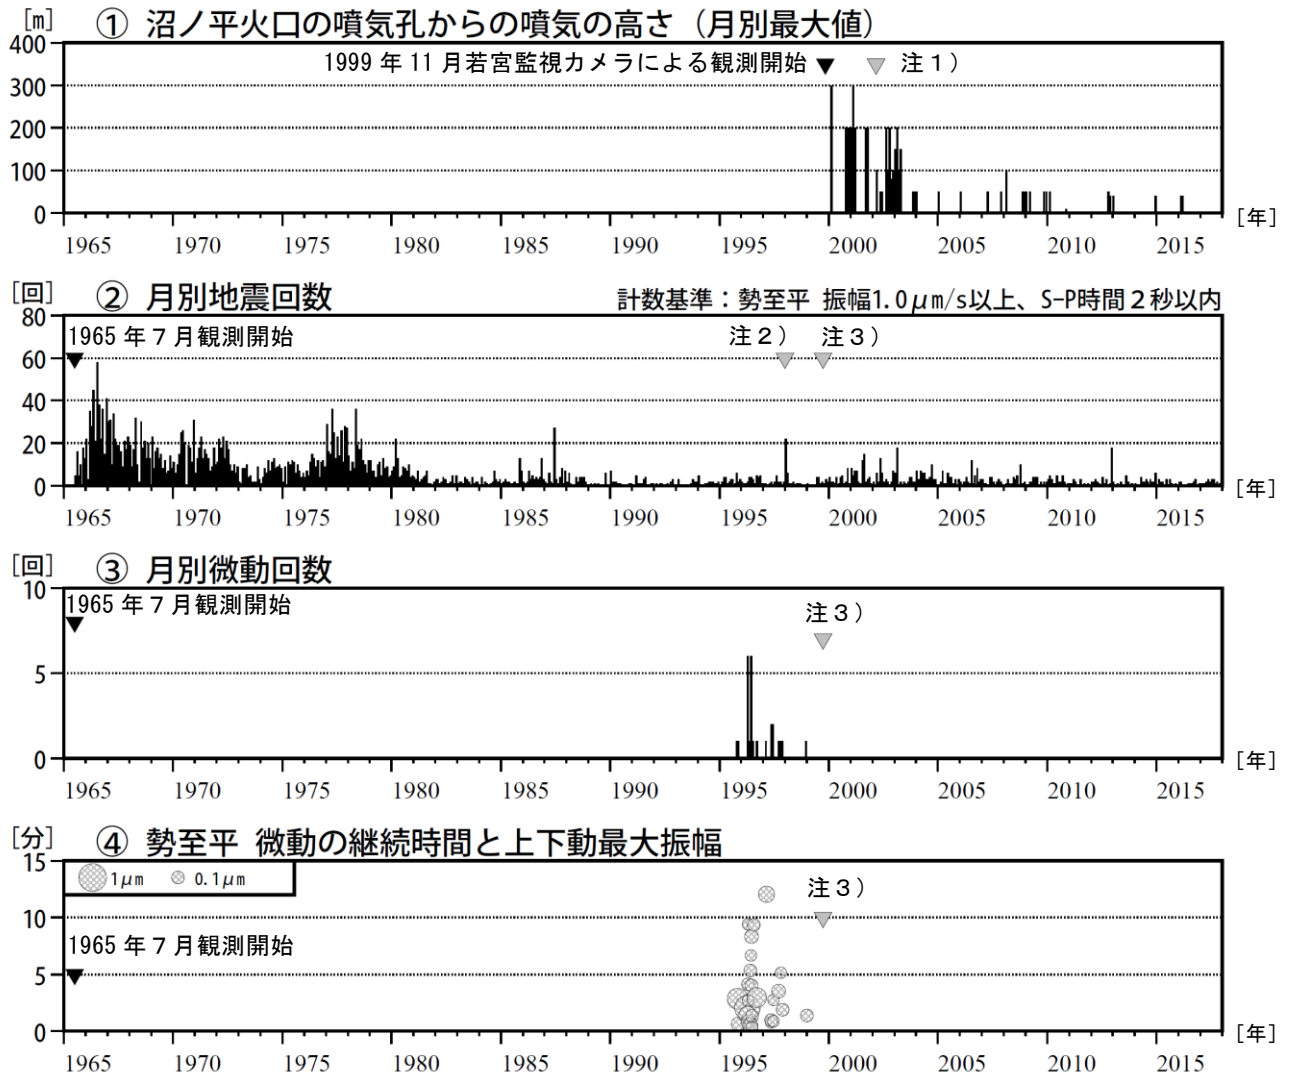 [m] ① 沼ノ平火口の噴気孔からの噴気の高さ（月別最大値）
400
1999 年 11 月若宮監視カメラによる観測開始 注１）
300
200
100
0
[年]
1965 1970 1975 1980 1985 1990 1995 2000 2005 2010 2015
[回] ② 月別地震回数 計数基準：勢至平 振幅1.0μm/s以上、S-P時間２秒以内
80
1965 年７月観測開始 注２） 注３）
60
40
20
0
[年]
1965 1970 1975 1980 1985 1990 1995 2000 2005 2010 2015
[回] ③ 月別微動回数
10
1965 年７月観測開始 注３）
5
0
[年]
1965 1970 1975 1980 1985 1990 1995 2000 2005 2010 2015
[分] ④ 勢至平 微動の継続時間と上下動最大振幅
15
1μm 0.1μm 注３）
10
1965 年７月観測開始
5
0
[年]
1965 1970 1975 1980 1985 1990 1995 2000 2005 2010 2015